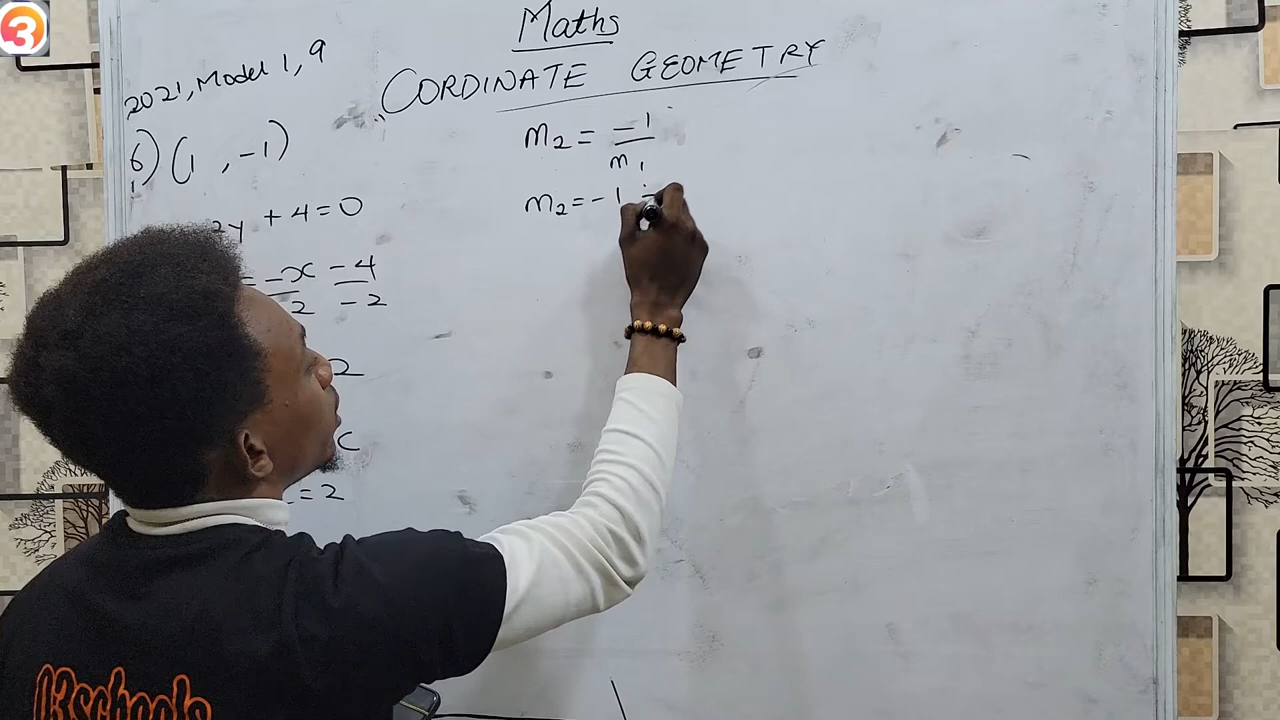 3
Maths
2021, Model 1, 9
CORDINATE GEOMETRY
6) (1, -1)
2y + 4 = 0
= -x/2 -4/-2
2
c
= 2
m₂ = -1/m₁
m₂ = -1 ÷
03schools